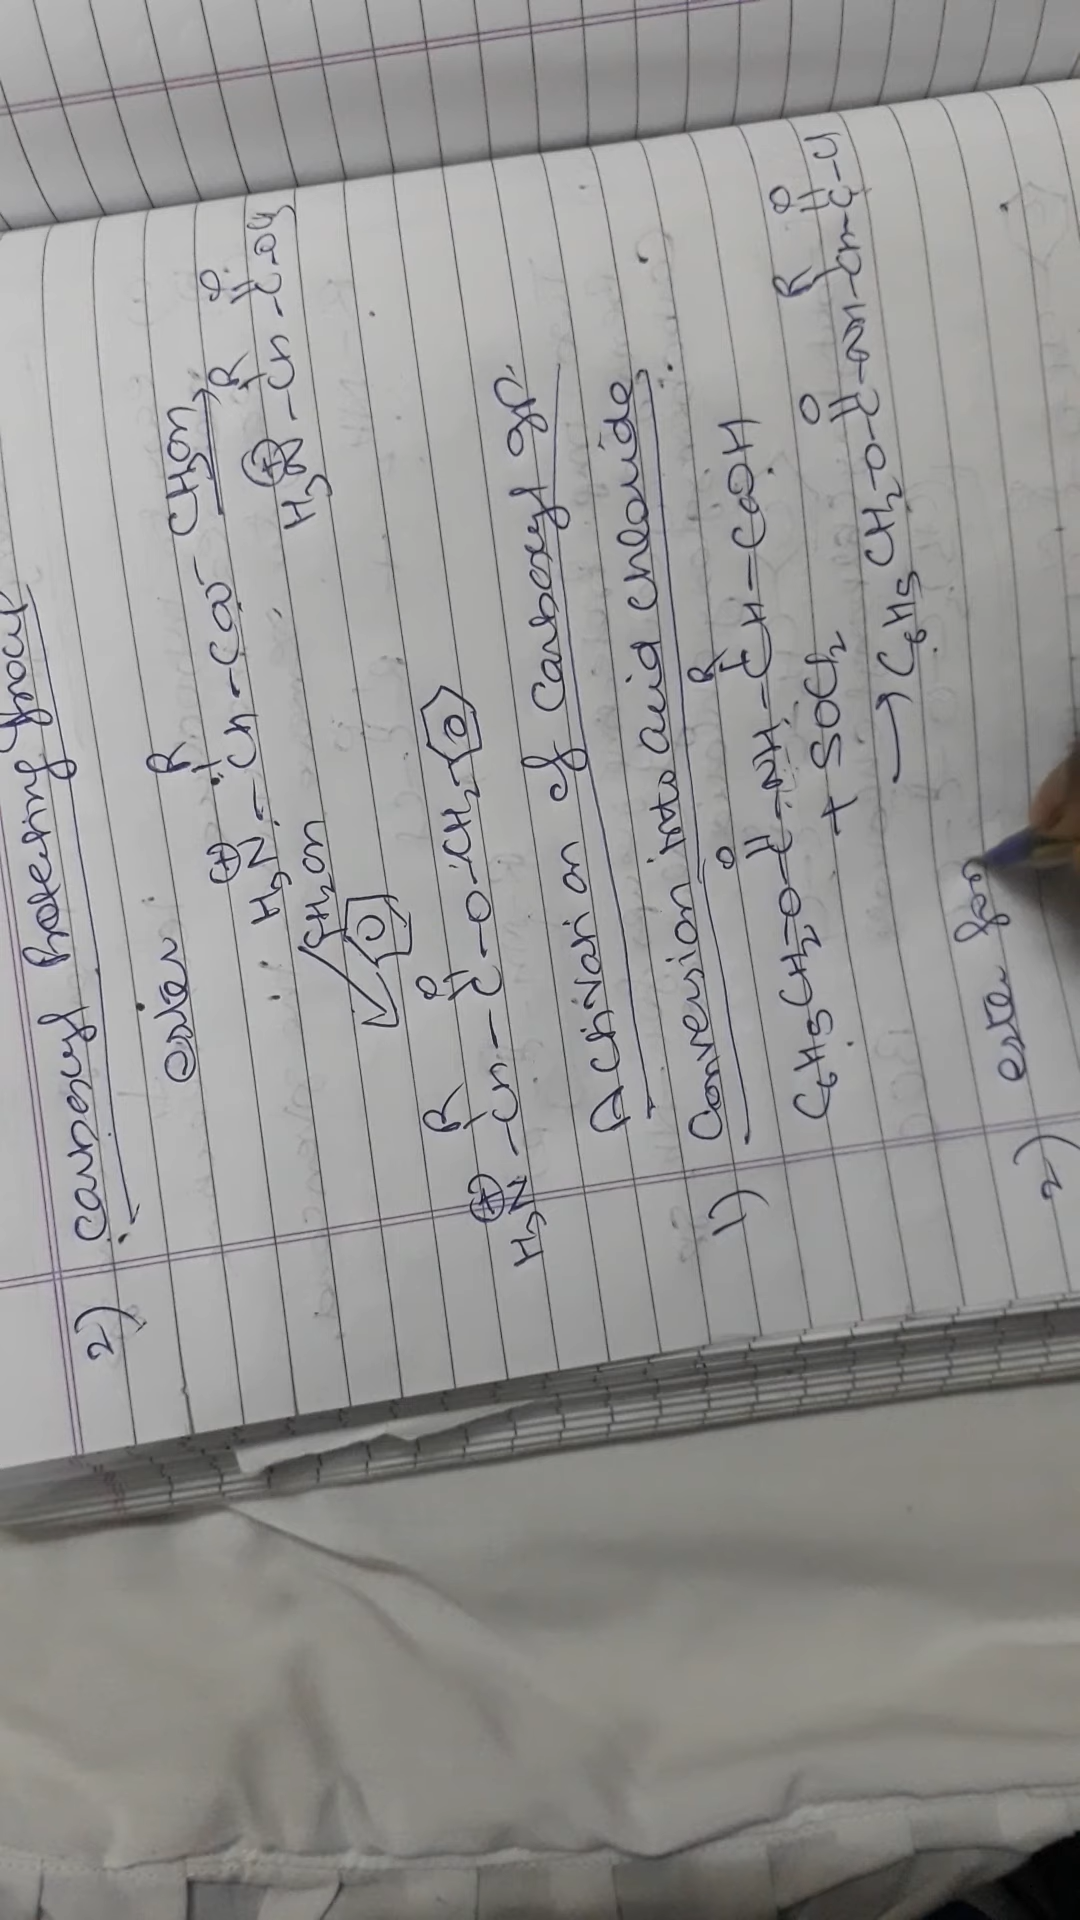 2) Carboxyl Protecting group
ester
R
H3N⊕ - CH - COO⁻ CH3OH →
R O
H3N⊕ - CH - C - OCH3
CH2OH
R O
H3N⊕ - CH - C - O - CH2 -
Activation of Carboxyl gp.
1) Conversion into acid chloride
O R
C6H5CH2-O-C-NH-CH-COOH
+ SOCl2
O R O
→ C6H5CH2-O-C-NH-CH-C-Cl
2) ester for